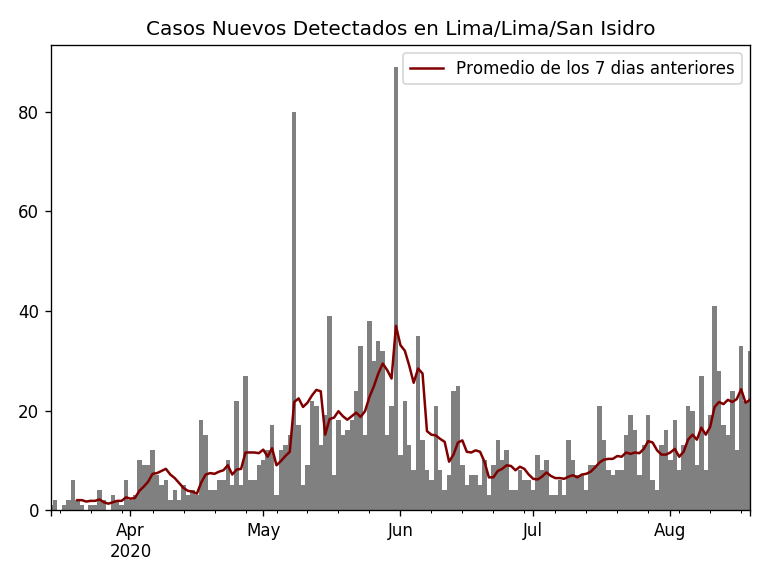 Casos Nuevos Detectados en Lima/Lima/San Isidro
Promedio de los 7 dias anteriores
80
60
40
20
0
Apr May Jun Jul Aug
2020